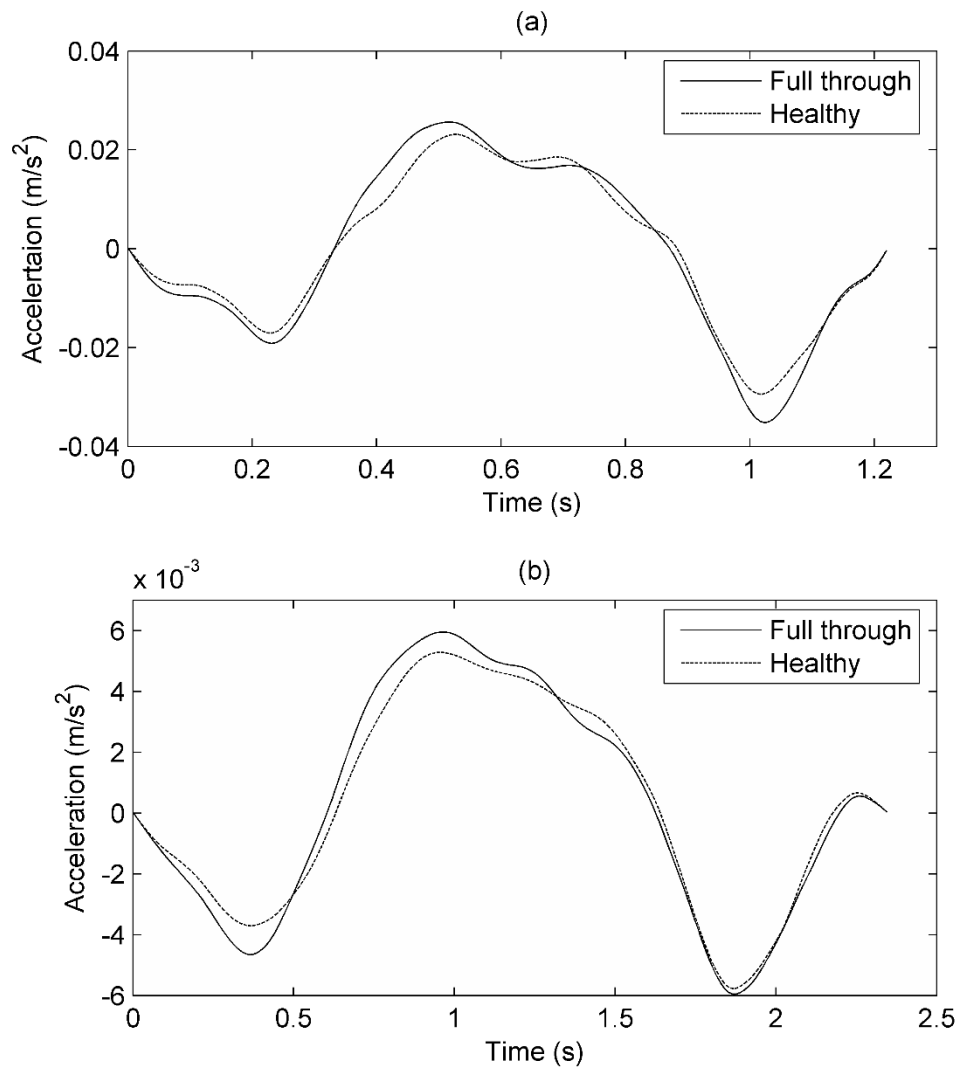 (a)
Full through
Healthy
0.04
0.02
0
-0.02
-0.04
Accelertaion (m/s²)
0 0.2 0.4 0.6 0.8 1 1.2
Time (s)
x 10⁻³
(b)
Full through
Healthy
6
4
2
0
-2
-4
-6
Acceleration (m/s²)
0 0.5 1 1.5 2 2.5
Time (s)